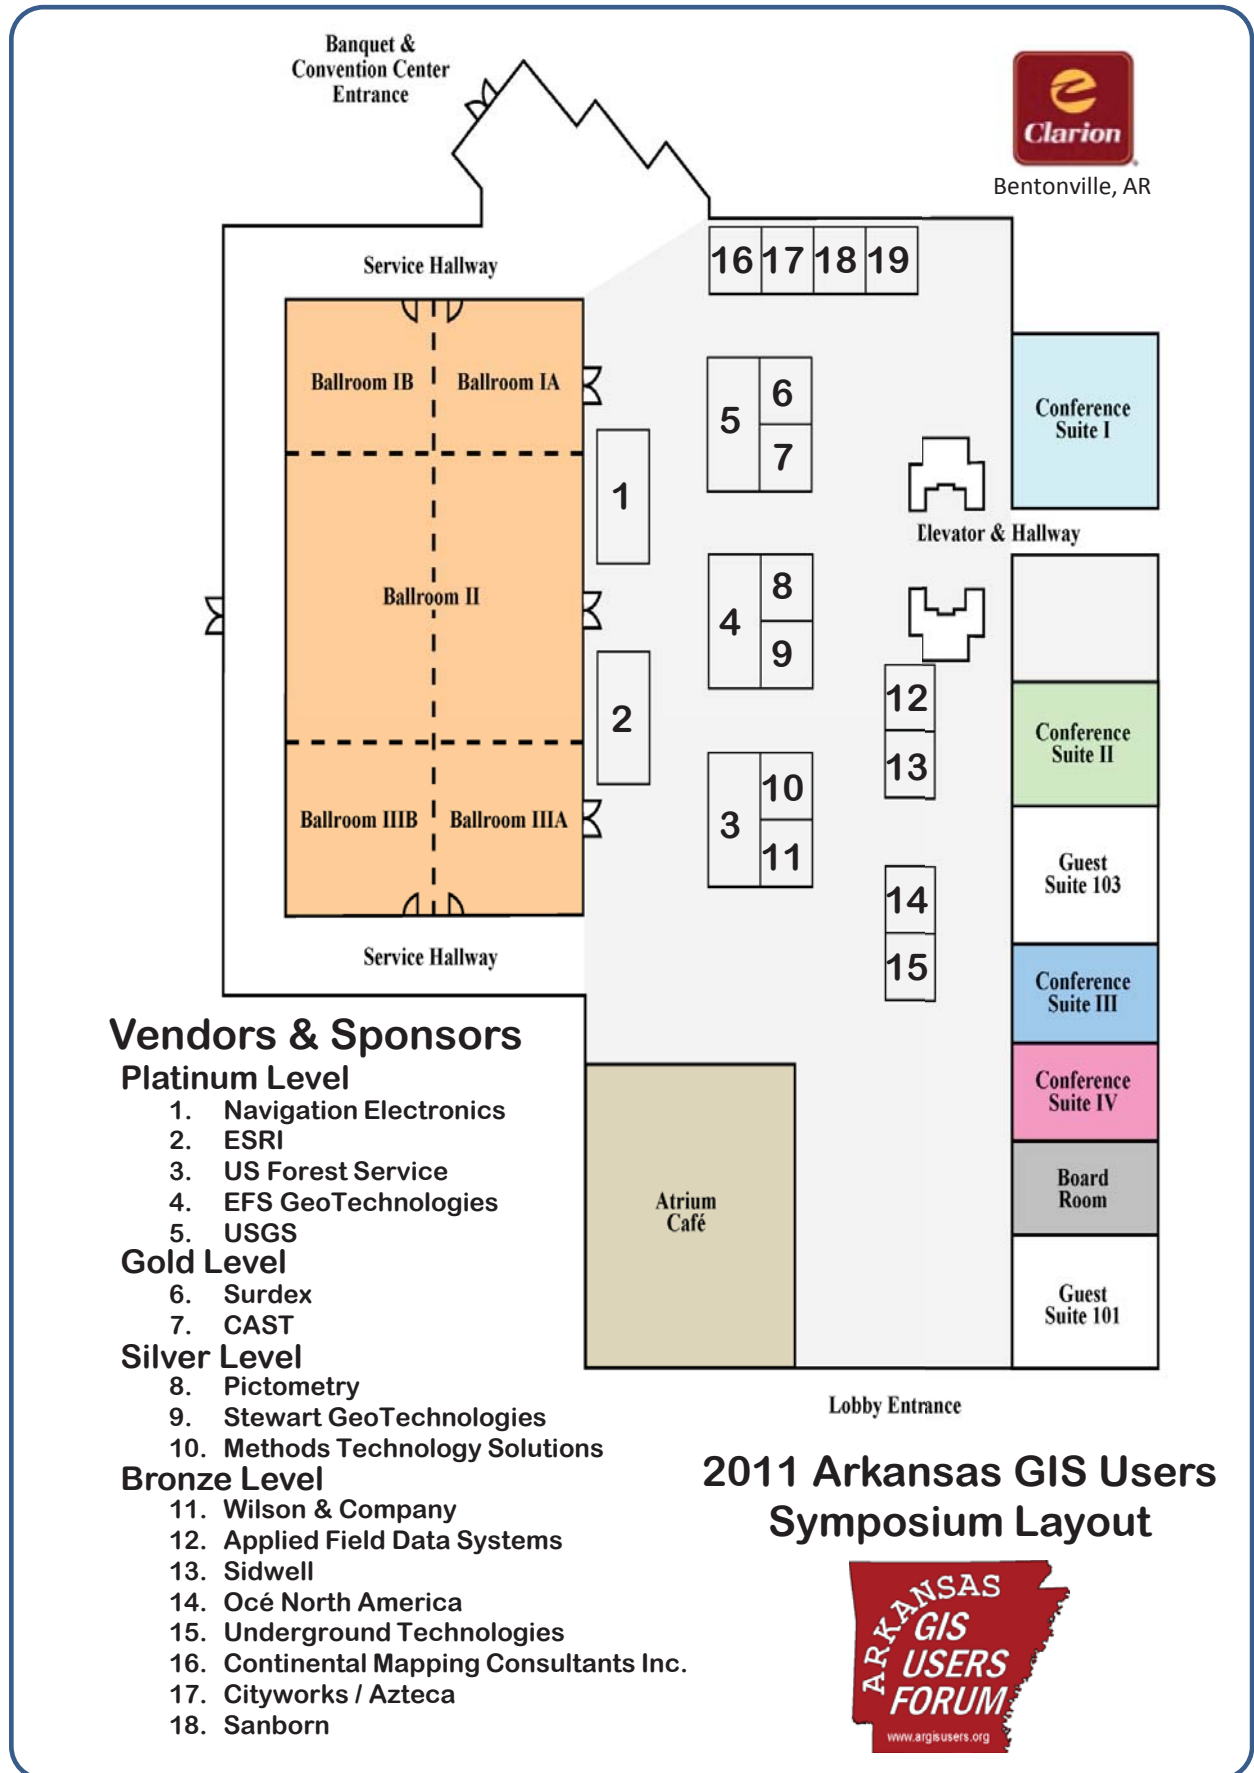 Banquet &
Convention Center
Entrance
Clarion
Bentonville, AR
Service Hallway
16 17 18 19
Ballroom IB
Ballroom IA
5
6
7
Conference
Suite I
1
Elevator & Hallway
Ballroom II
4
8
9
2
12
13
Conference
Suite II
Ballroom IIIB
Ballroom IIIA
3
10
11
Guest
Suite 103
14
15
Service Hallway
Conference
Suite III
Conference
Suite IV
Board
Room
Atrium
Café
Guest
Suite 101
Lobby Entrance
Vendors & Sponsors
Platinum Level
1. Navigation Electronics
2. ESRI
3. US Forest Service
4. EFS GeoTechnologies
5. USGS
Gold Level
6. Surdex
7. CAST
Silver Level
8. Pictometry
9. Stewart GeoTechnologies
10. Methods Technology Solutions
Bronze Level
11. Wilson & Company
12. Applied Field Data Systems
13. Sidwell
14. Océ North America
15. Underground Technologies
16. Continental Mapping Consultants Inc.
17. Cityworks / Azteca
18. Sanborn
2011 Arkansas GIS Users
Symposium Layout
ARKANSAS
GIS
USERS
FORUM
www.argisusers.org